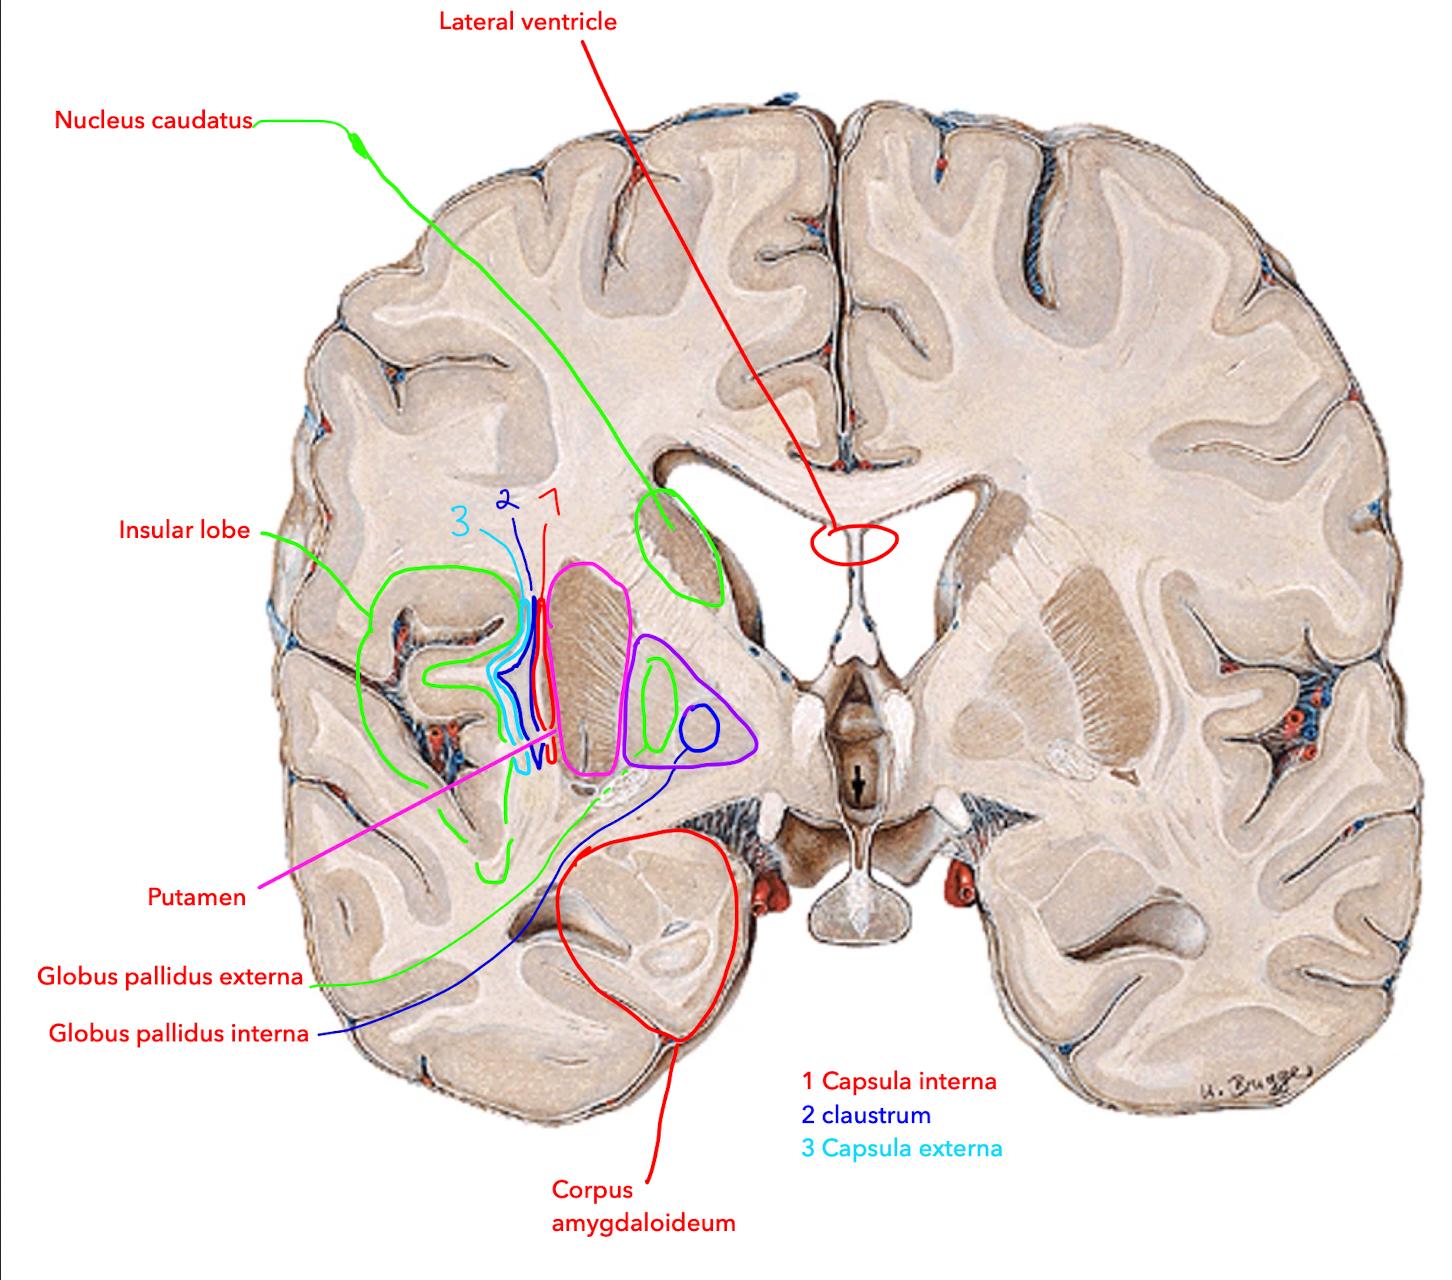 Lateral ventricle
Nucleus caudatus
3 2 1
Insular lobe
Putamen
Globus pallidus externa
Globus pallidus interna
1 Capsula interna
2 claustrum
3 Capsula externa
Corpus
amygdaloideum